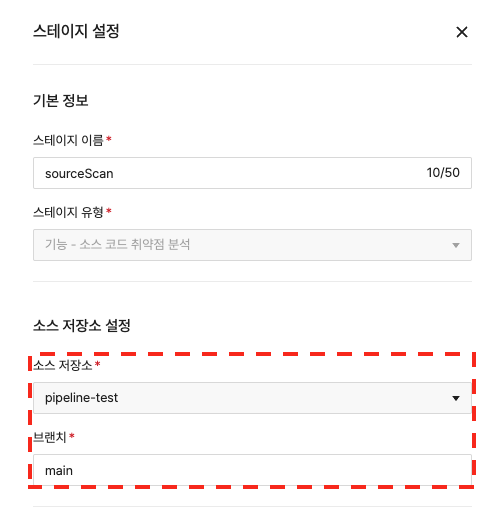 스테이지 설정
기본 정보
스테이지 이름*
sourceScan 10/50
스테이지 유형*
기능 - 소스 코드 취약점 분석
소스 저장소 설정
소스 저장소*
pipeline-test
브랜치*
main